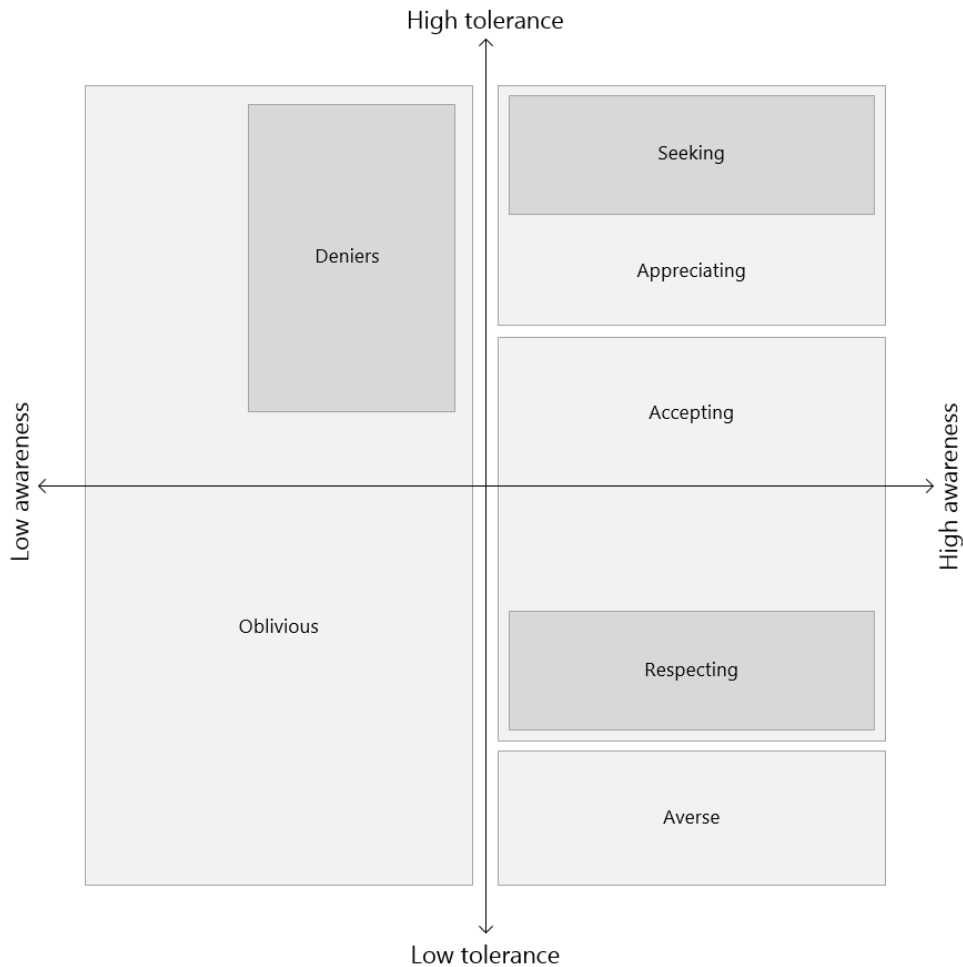 High tolerance
Seeking
Deniers
Appreciating
Accepting
Low awareness
High awareness
Oblivious
Respecting
Averse
Low tolerance